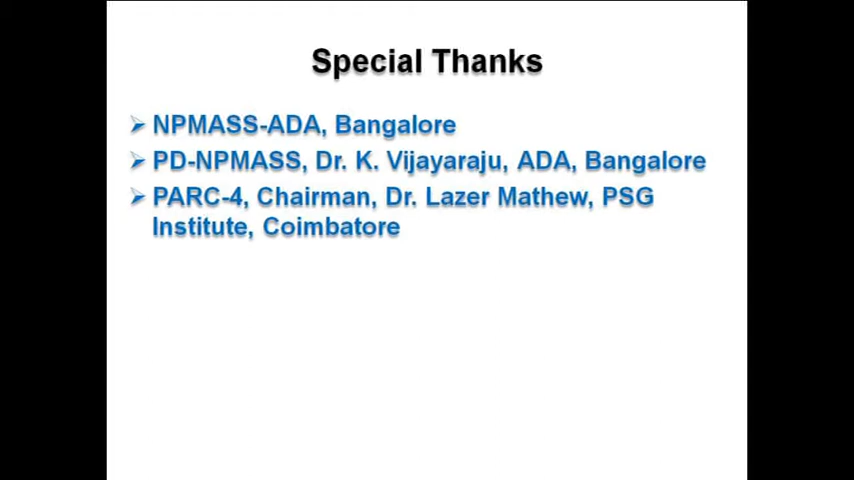 Special Thanks
➢ NPMASS-ADA, Bangalore
➢ PD-NPMASS, Dr. K. Vijayaraju, ADA, Bangalore
➢ PARC-4, Chairman, Dr. Lazer Mathew, PSG
Institute, Coimbatore